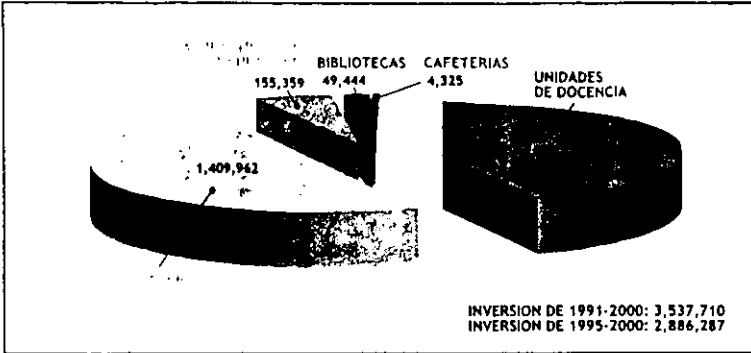 BIBLIOTECAS CAFETERIAS
155,359 49,444 4,325
UNIDADES
DE DOCENCIA
1,409,962
INVERSION DE 1991-2000: 3,537,710
INVERSION DE 1995-2000: 2,886,287